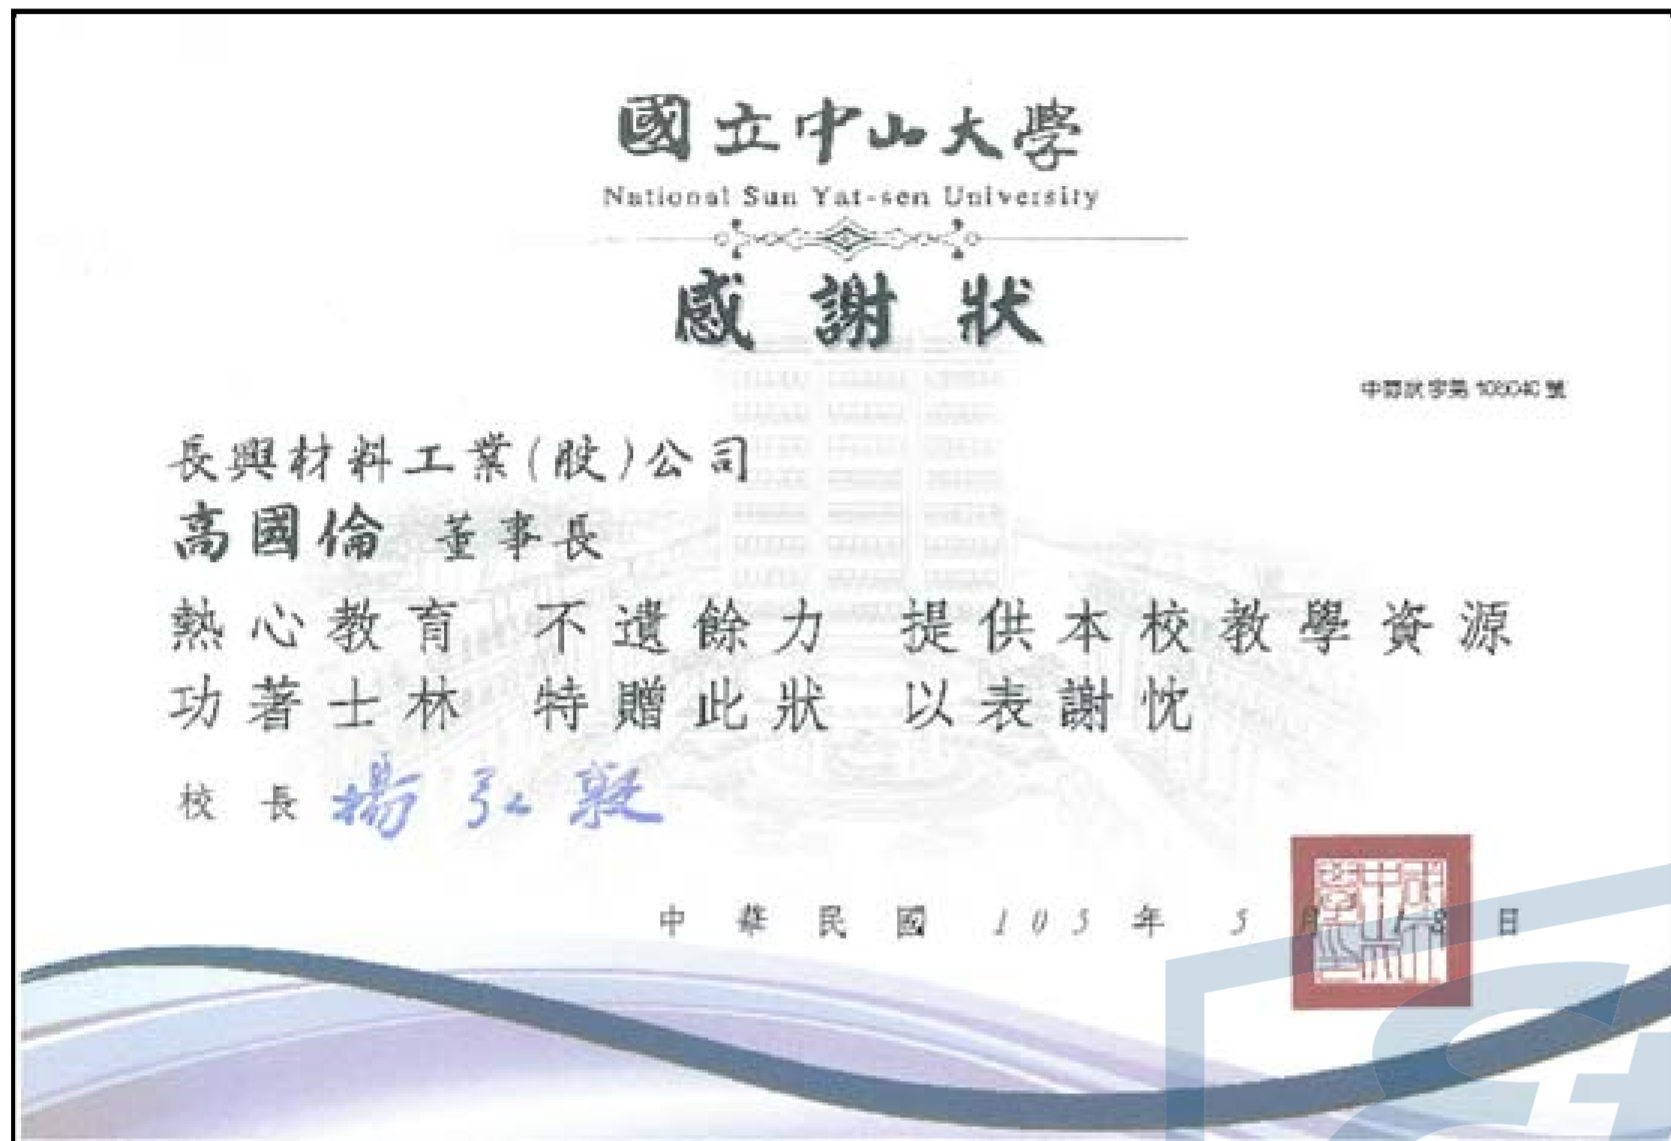 國立中山大學
National Sun Yat-sen University
感謝狀
長興材料工業(股)公司
高國倫 董事長
熱心教育 不遺餘力 提供本校教學資源
功著士林 特贈此狀 以表謝忱
校長 楊弘敦
中華民國 105 年 5 月 18 日